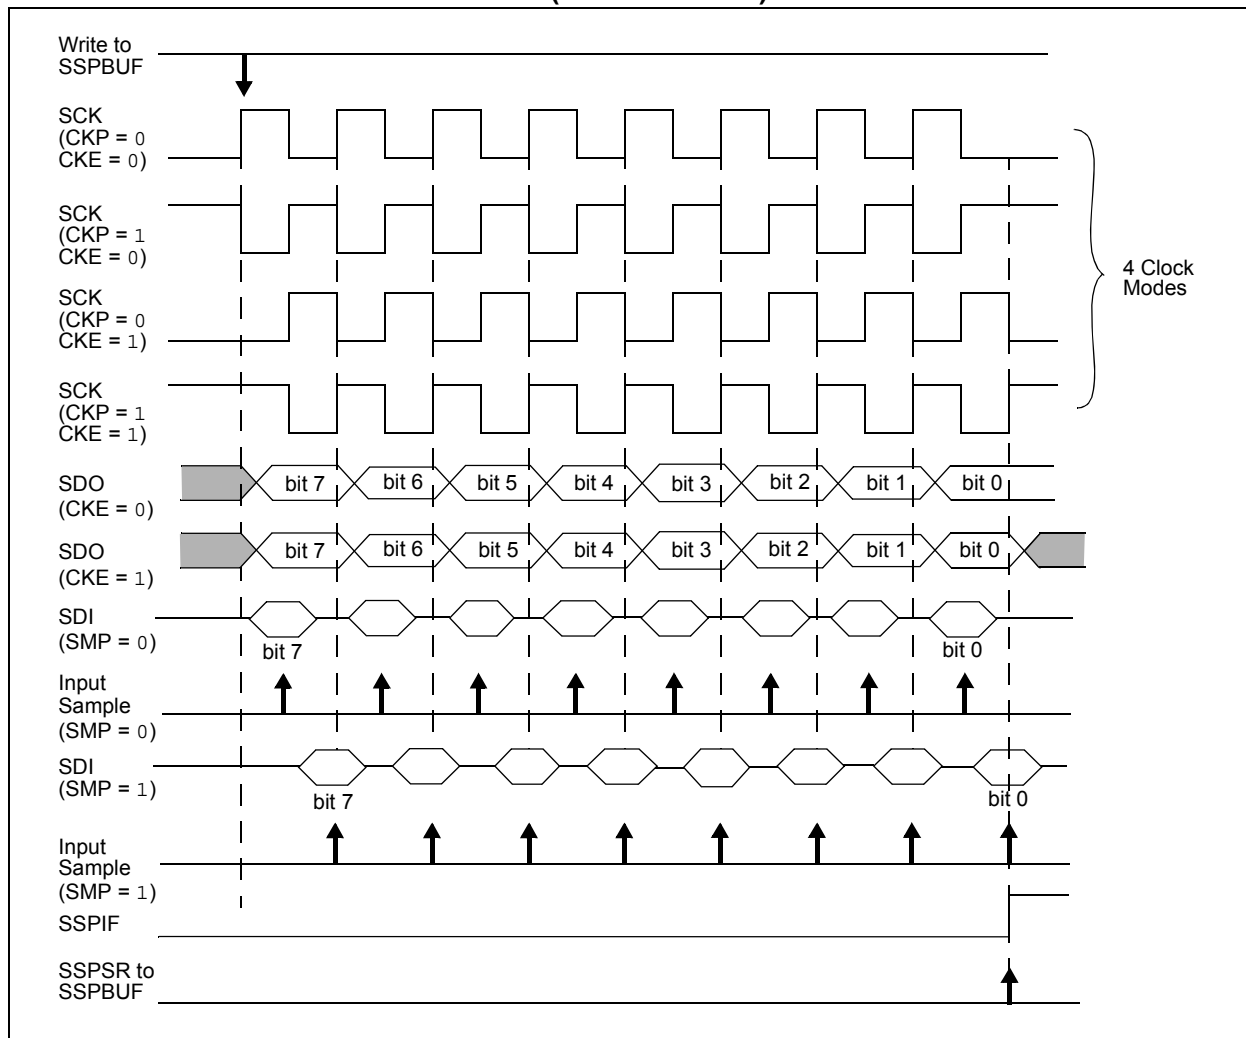 Write to
SSPBUF
SCK
(CKP = 0
CKE = 0)
SCK
(CKP = 1
CKE = 0)
SCK
(CKP = 0
CKE = 1)
SCK
(CKP = 1
CKE = 1)
4 Clock
Modes
SDO
(CKE = 0)
bit 7 bit 6 bit 5 bit 4 bit 3 bit 2 bit 1 bit 0
SDO
(CKE = 1)
bit 7 bit 6 bit 5 bit 4 bit 3 bit 2 bit 1 bit 0
SDI
(SMP = 0)
bit 7 bit 0
Input
Sample
(SMP = 0)
SDI
(SMP = 1)
bit 7 bit 0
Input
Sample
(SMP = 1)
SSPIF
SSPSR to
SSPBUF